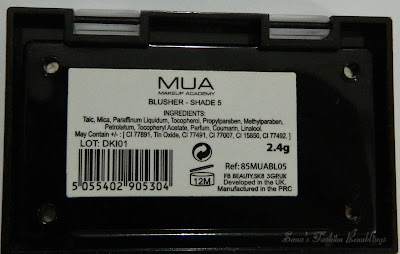 MUA
MAKEUP ACADEMY
BLUSHER - SHADE 5
INGREDIENTS:
Talc, Mica, Paraffinum Liquidum, Tocopherol, Propylparaben, Methylparaben,
Petrolatum, Tocopheryl Acetate, Parfum, Coumarin, Linalool.
May Contain +/- : [ CI 77891, Tin Oxide, CI 77491, CI 77007, CI 15850, CI 77492. ]
LOT: DKI01
2.4g
5 055402 905304
12M
Ref: 85MUABL05
FB BEAUTY,SK8 3GR,UK
Developed in the UK.
Manufactured in the PRC
Sana's Fashion Ramblings